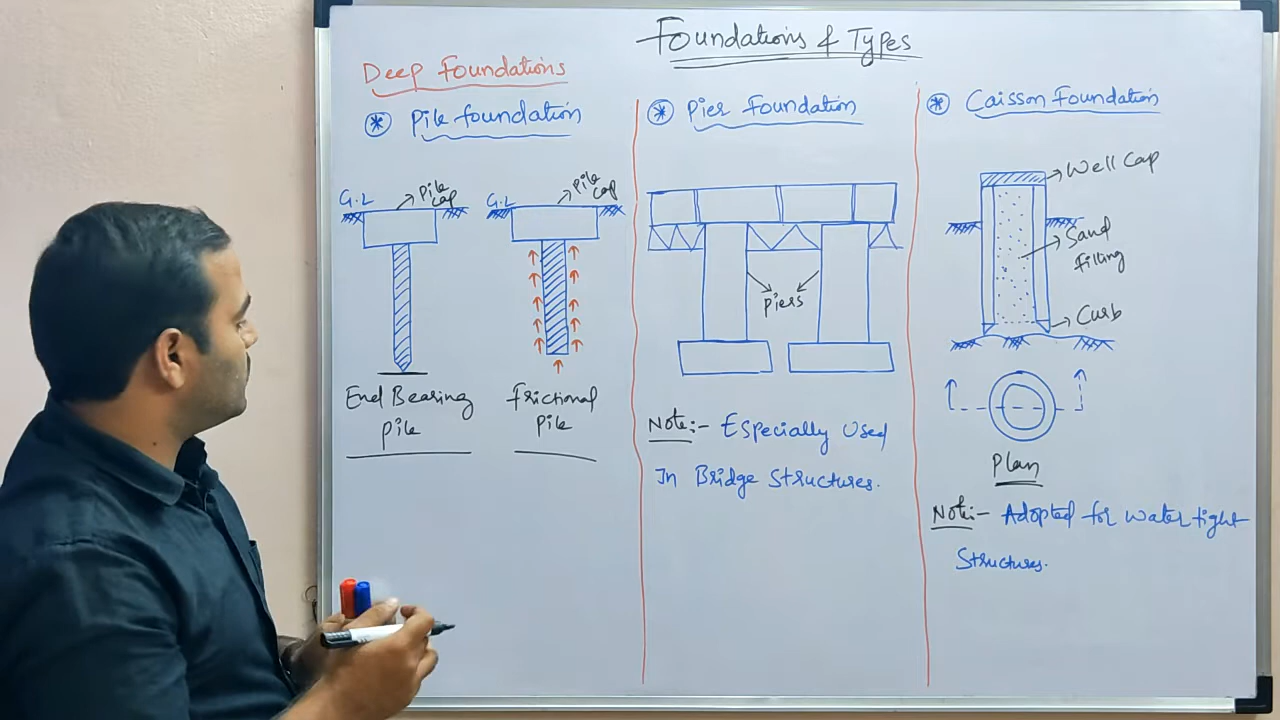 Foundations & Types
Deep Foundations
* Pile foundation
G.L
Pile cap
G.L
Pile cap
End Bearing
Pile
Frictional
Pile
* Pier Foundation
Piers
Note:- Especially Used
In Bridge Structures.
* Caisson Foundation
Well Cap
Sand
filling
Curb
Plan
Note:- Adopted for water tight
Structures.